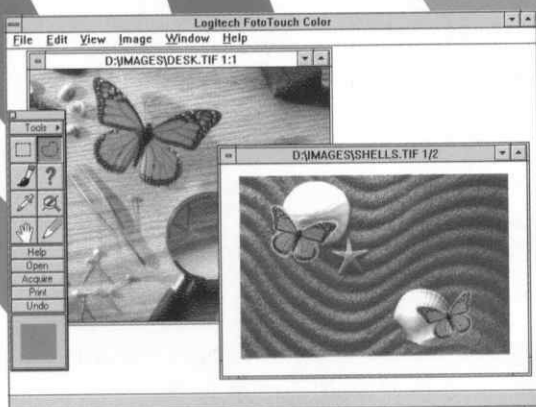 Logitech FotoTouch Color
File Edit View Image Window Help
D:\IMAGES\DESK.TIF 1:1
Tools
D:\IMAGES\SHELLS.TIF 1/2
?
Help
Open
Acquire
Print
Undo